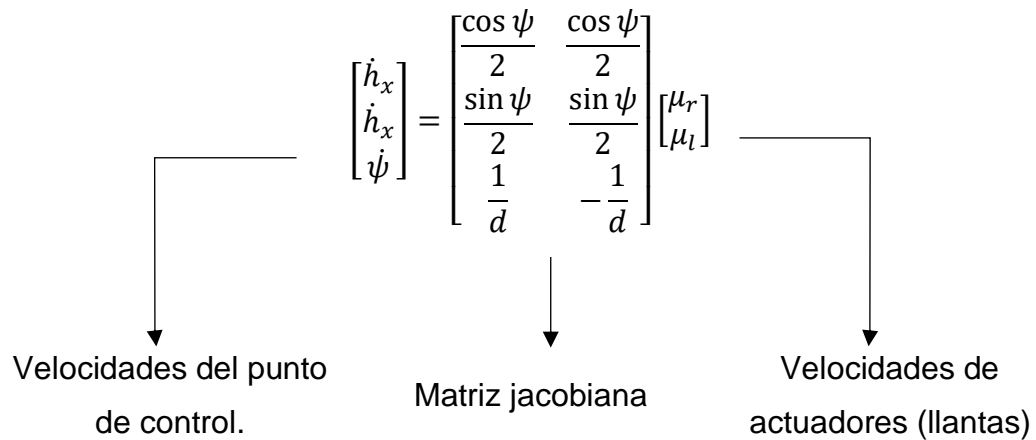 [ḣₓ; ḣₓ; ψ̇] = [cos ψ/2 cos ψ/2; sin ψ/2 sin ψ/2; 1/d −1/d] [μᵣ; μₗ]
Velocidades del punto
de control.
Matriz jacobiana
Velocidades de
actuadores (llantas)